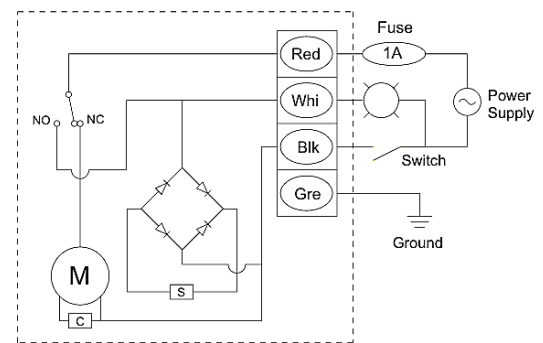 Fuse
Red
1A
Whi
Power
Supply
NO
NC
Blk
Switch
Gre
Ground
M
S
C